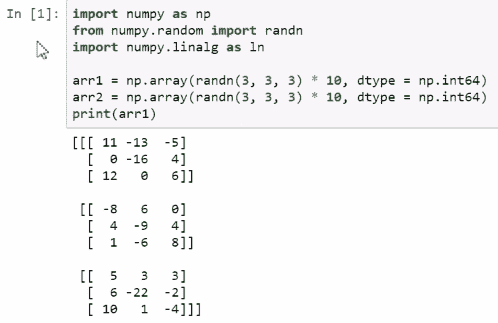 In [1]: import numpy as np
from numpy.random import randn
import numpy.linalg as ln

arr1 = np.array(randn(3, 3, 3) * 10, dtype = np.int64)
arr2 = np.array(randn(3, 3, 3) * 10, dtype = np.int64)
print(arr1)

[[[ 11 -13  -5]
  [  0 -16   4]
  [ 12   0   6]]

 [[ -8   6   0]
  [  4  -9   4]
  [  1  -6   8]]

 [[  5   3   3]
  [  6 -22  -2]
  [ 10   1  -4]]]